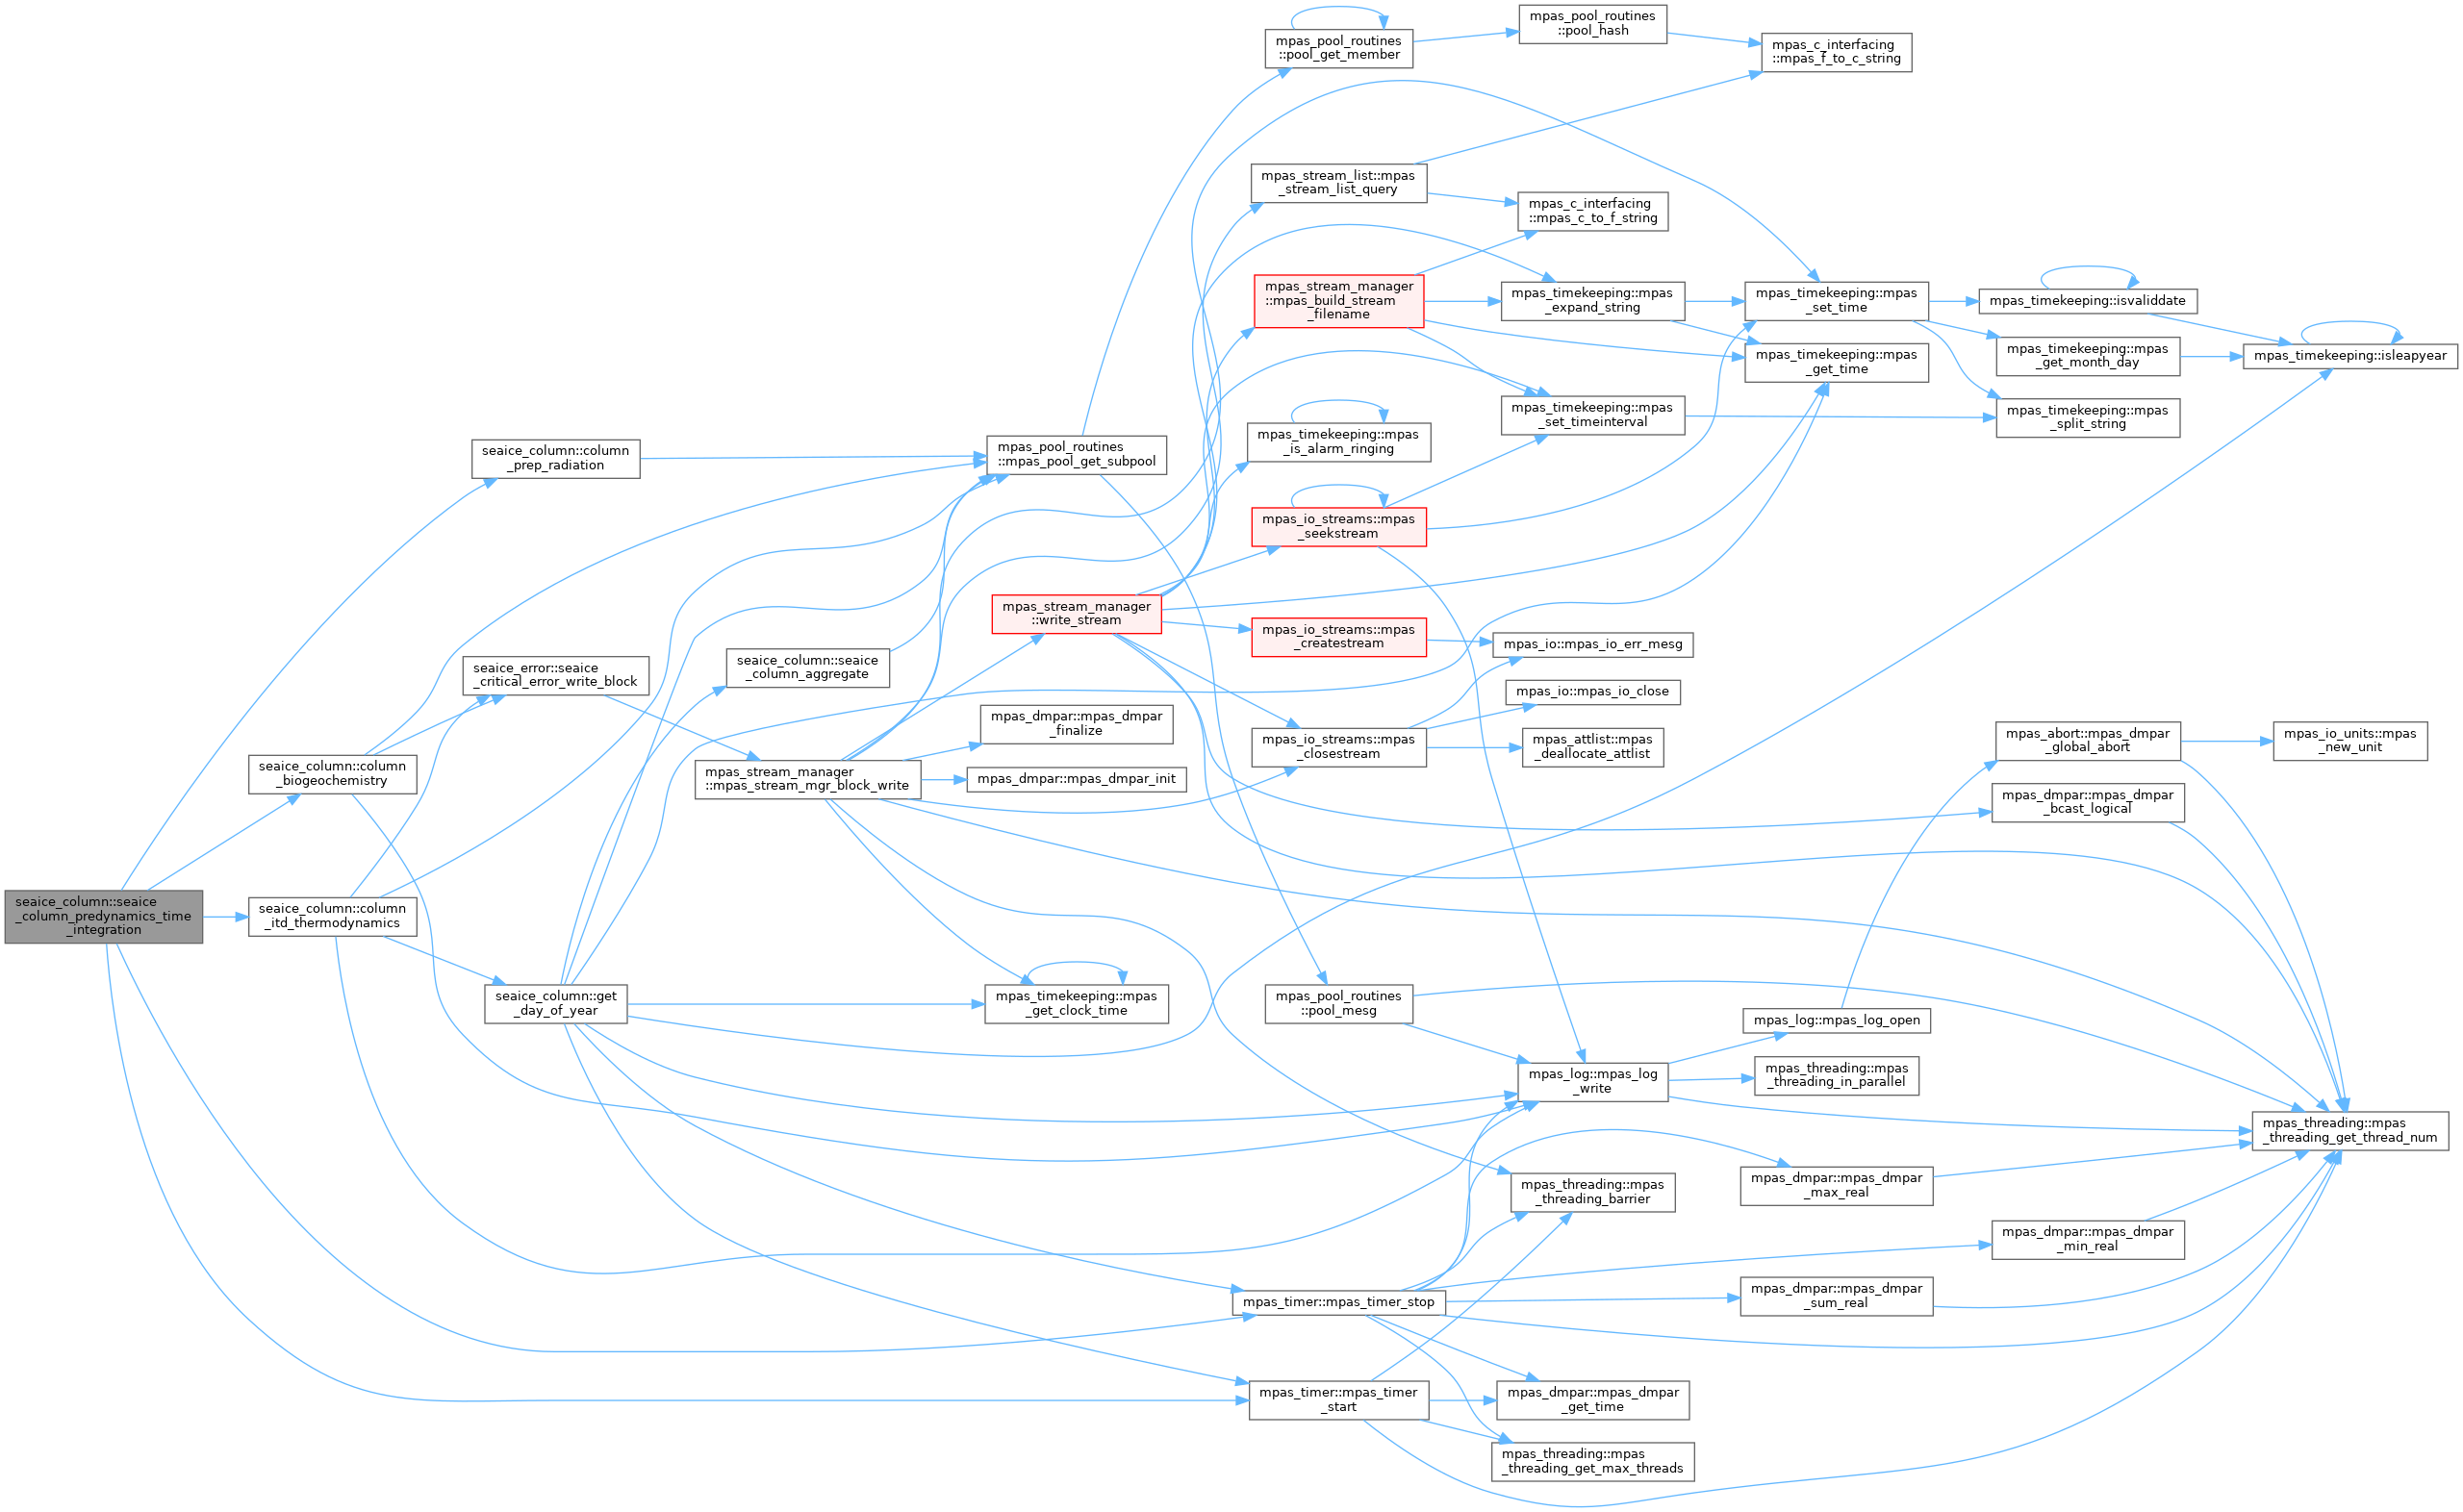 seaice_column::seaice
_column_predynamics_time
_integration
seaice_column::column
_prep_radiation
seaice_column::column
_biogeochemistry
seaice_column::column
_itd_thermodynamics
seaice_error::seaice
_critical_error_write_block
seaice_column::get
_day_of_year
seaice_column::seaice
_column_aggregate
mpas_stream_manager
::mpas_stream_mgr_block_write
mpas_pool_routines
::mpas_pool_get_subpool
mpas_stream_manager
::write_stream
mpas_dmpar::mpas_dmpar
_finalize
mpas_dmpar::mpas_dmpar_init
mpas_timekeeping::mpas
_get_clock_time
mpas_pool_routines
::pool_get_member
mpas_stream_list::mpas
_stream_list_query
mpas_stream_manager
::mpas_build_stream
_filename
mpas_timekeeping::mpas
_is_alarm_ringing
mpas_io_streams::mpas
_seekstream
mpas_io_streams::mpas
_createstream
mpas_io_streams::mpas
_closestream
mpas_pool_routines
::pool_mesg
mpas_timer::mpas_timer_stop
mpas_timer::mpas_timer
_start
mpas_pool_routines
::pool_hash
mpas_c_interfacing
::mpas_c_to_f_string
mpas_timekeeping::mpas
_expand_string
mpas_timekeeping::mpas
_set_timeinterval
mpas_io::mpas_io_err_mesg
mpas_io::mpas_io_close
mpas_attlist::mpas
_deallocate_attlist
mpas_log::mpas_log
_write
mpas_threading::mpas
_threading_barrier
mpas_dmpar::mpas_dmpar
_get_time
mpas_threading::mpas
_threading_get_max_threads
mpas_c_interfacing
::mpas_f_to_c_string
mpas_timekeeping::mpas
_set_time
mpas_timekeeping::mpas
_get_time
mpas_log::mpas_log_open
mpas_threading::mpas
_threading_in_parallel
mpas_dmpar::mpas_dmpar
_max_real
mpas_dmpar::mpas_dmpar
_sum_real
mpas_timekeeping::isvaliddate
mpas_timekeeping::mpas
_get_month_day
mpas_timekeeping::mpas
_split_string
mpas_abort::mpas_dmpar
_global_abort
mpas_dmpar::mpas_dmpar
_bcast_logical
mpas_dmpar::mpas_dmpar
_min_real
mpas_timekeeping::isleapyear
mpas_io_units::mpas
_new_unit
mpas_threading::mpas
_threading_get_thread_num